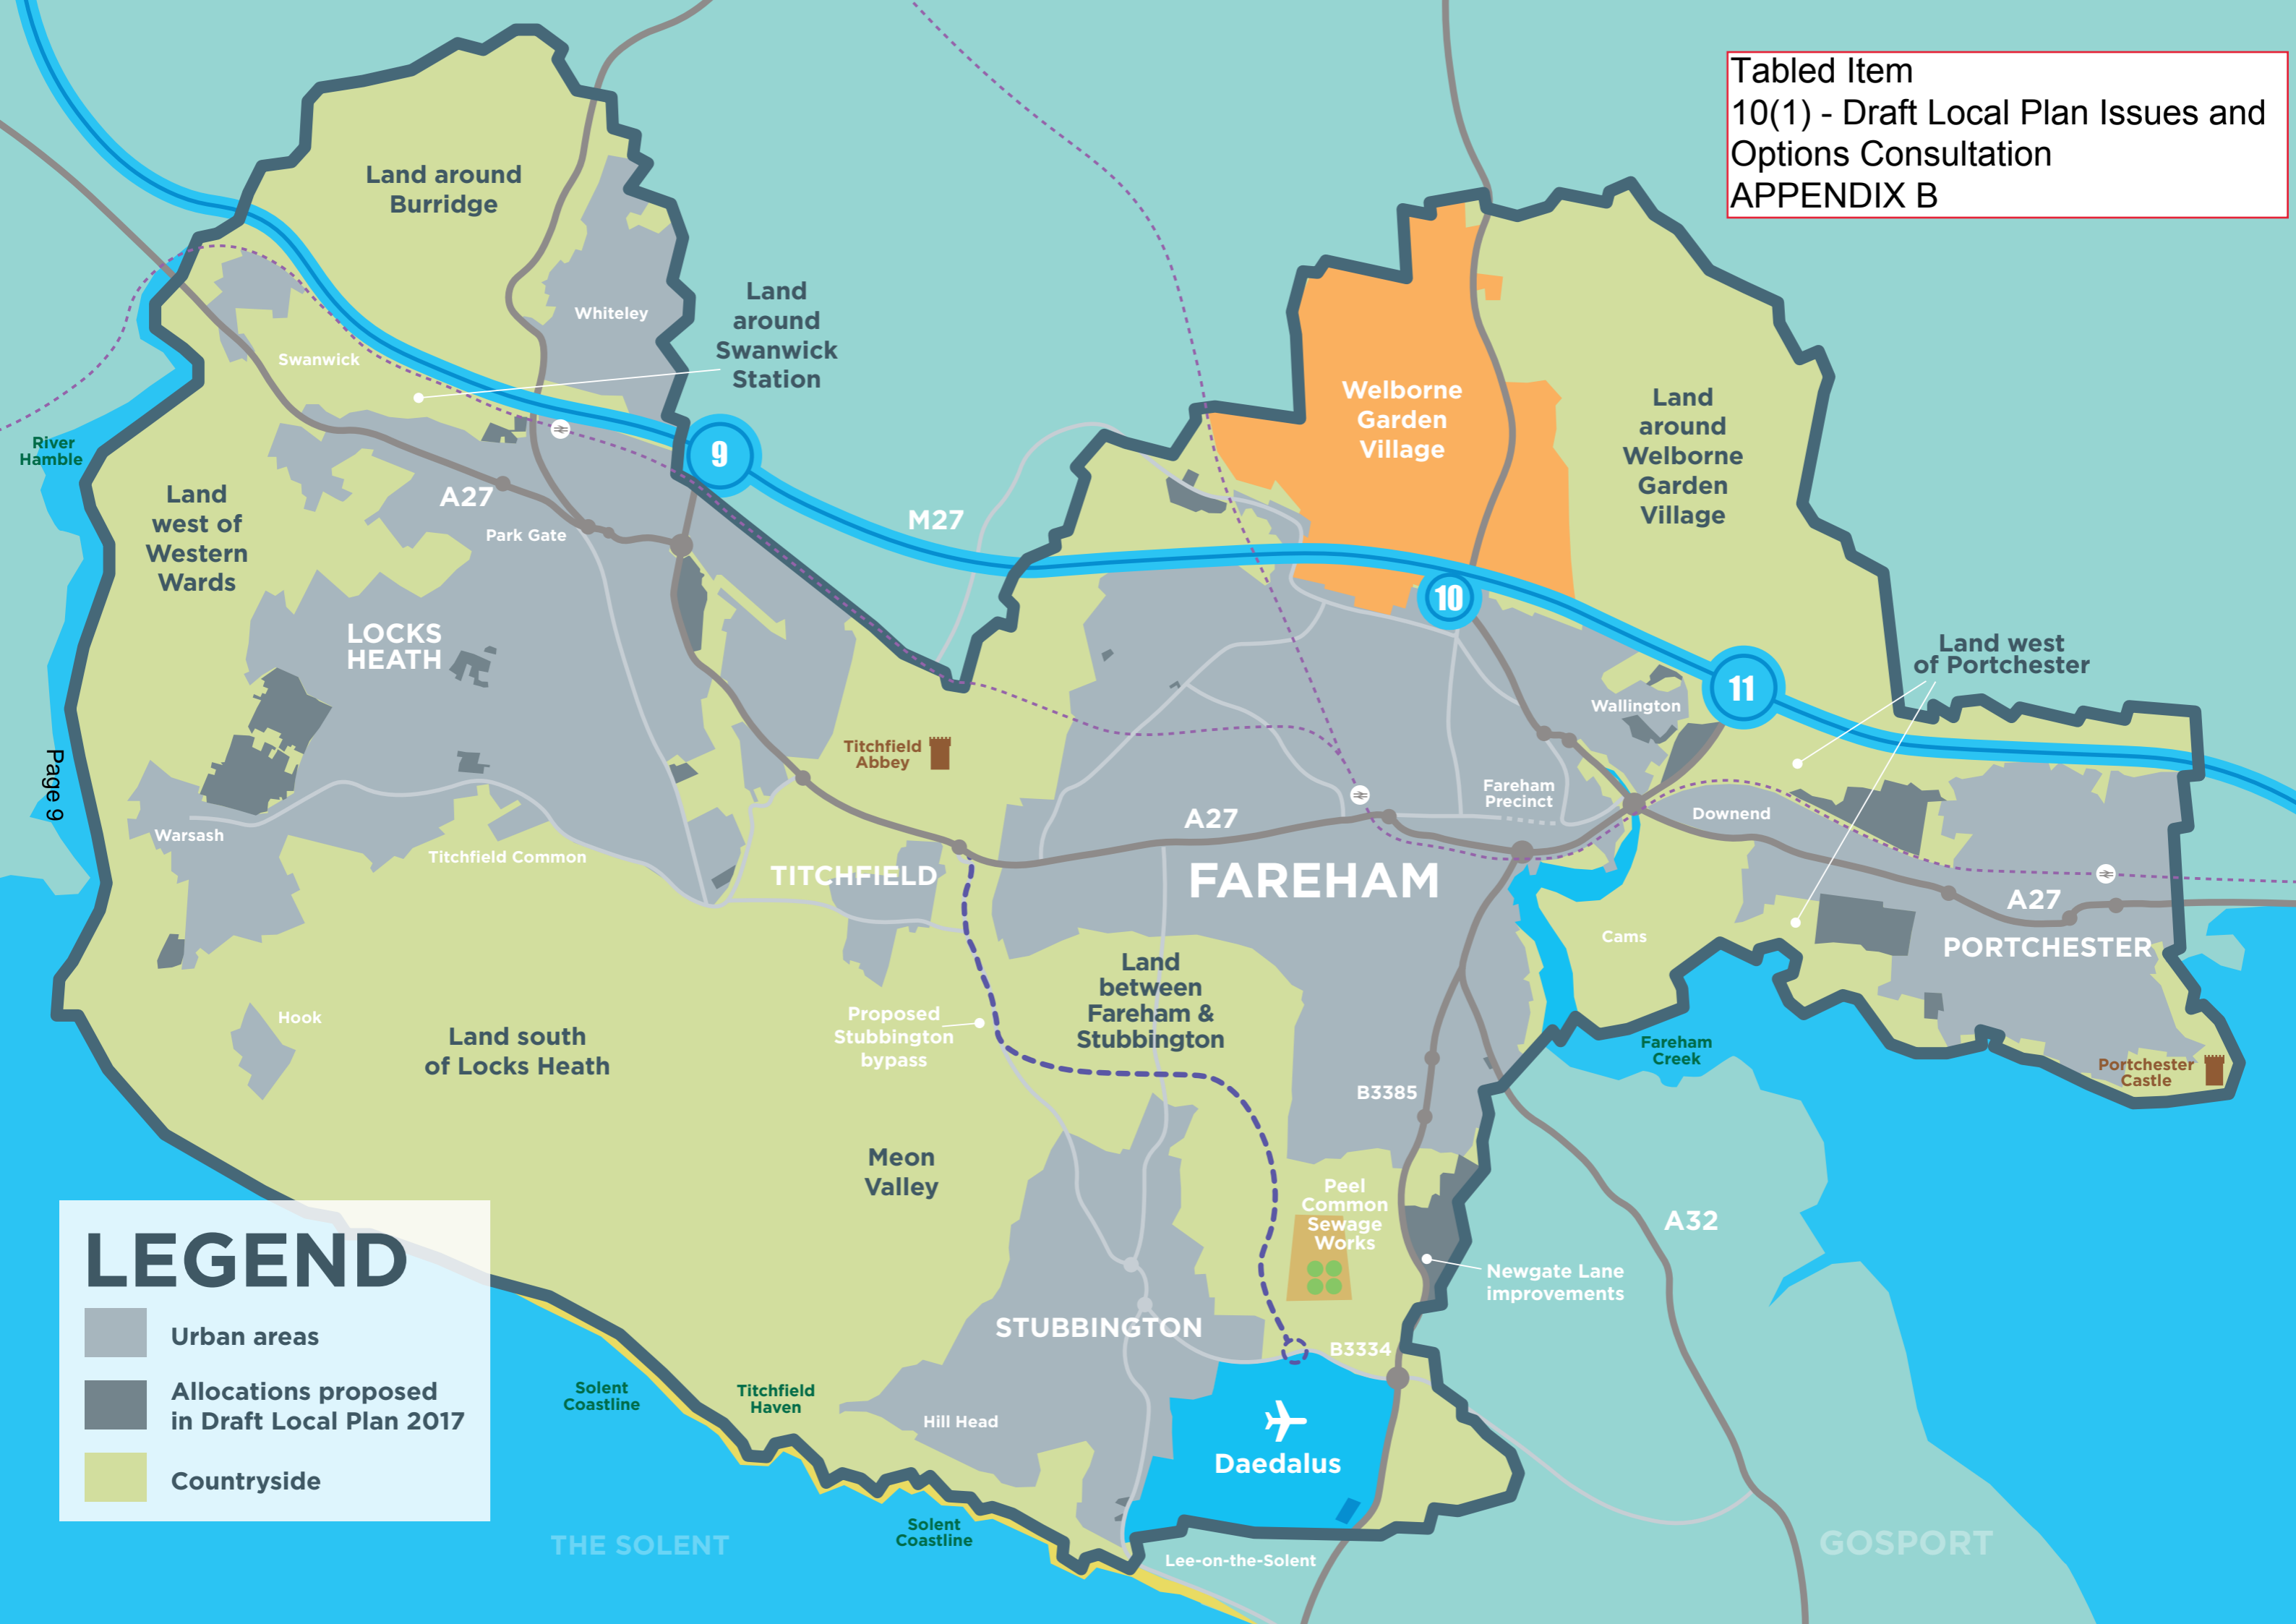 Tabled Item
10(1) - Draft Local Plan Issues and
Options Consultation
APPENDIX B
Land around
Burridge
Whiteley
Land
around
Swanwick
Station
Swanwick
River
Hamble
Land
west of
Western
Wards
A27
Park Gate
9
M27
Welborne
Garden
Village
Land
around
Welborne
Garden
Village
10
11
Land west
of Portchester
LOCKS
HEATH
Wallington
Titchfield
Abbey
Page 9
Warsash
Titchfield Common
TITCHFIELD
A27
FAREHAM
Fareham
Precinct
Downend
A27
PORTCHESTER
Cams
Hook
Land south
of Locks Heath
Proposed
Stubbington
bypass
Land
between
Fareham &
Stubbington
Fareham
Creek
Portchester
Castle
B3385
Meon
Valley
Peel
Common
Sewage
Works
A32
Newgate Lane
improvements
STUBBINGTON
B3334
LEGEND
Urban areas
Allocations proposed
in Draft Local Plan 2017
Countryside
Solent
Coastline
Titchfield
Haven
Hill Head
Daedalus
Solent
Coastline
THE SOLENT
Lee-on-the-Solent
GOSPORT